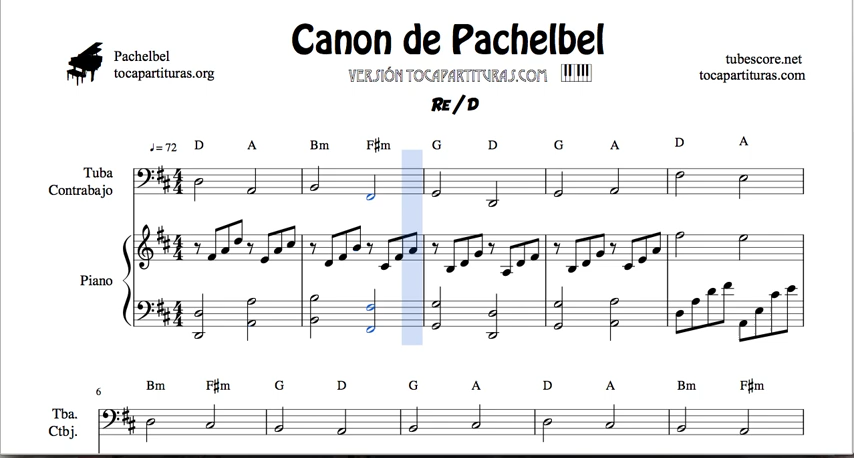 Canon de Pachelbel
Pachelbel
tocapartituras.org
VERSIÓN TOCAPARTITURAS.COM
tubescore.net
tocapartituras.com
RE / D
♩= 72 D A Bm F♯m G D G A D A
Tuba
Contrabajo
Piano
6 Bm F♯m G D G A D A Bm F♯m
Tba.
Ctbj.